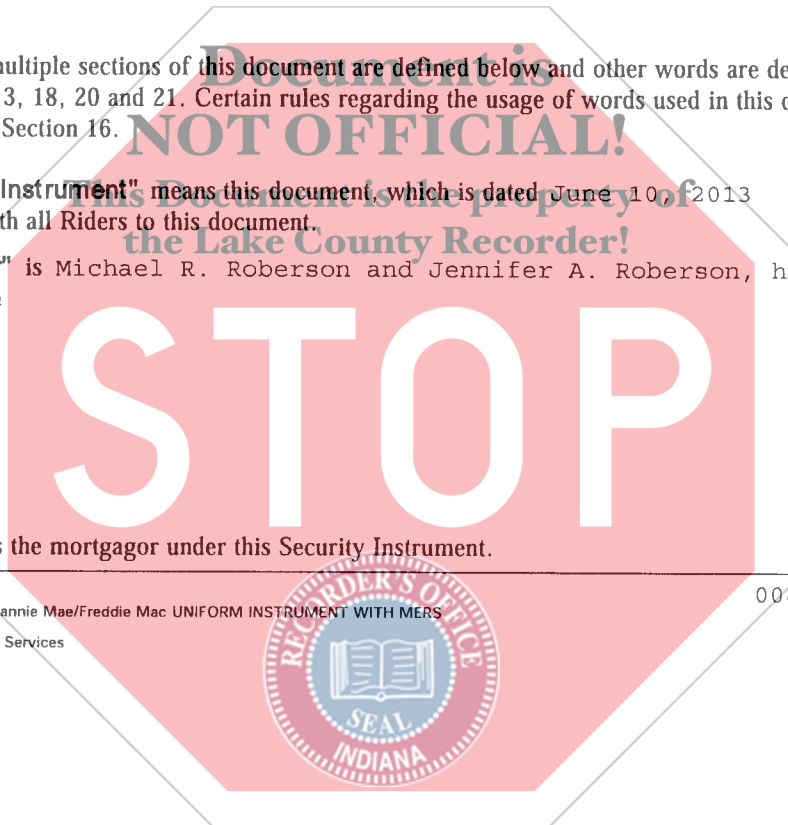 Document is
multiple sections of this document are defined below and other words are de
3, 18, 20 and 21. Certain rules regarding the usage of words used in this
Section 16.
NOT OFFICIAL!
Instrument" means this document, which is dated June 10, 2013
This Document is the property of
th all Riders to this document.
the Lake County Recorder!
" is Michael R. Roberson and Jennifer A. Roberson, h
STOP
the mortgagor under this Security Instrument.
annie Mae/Freddie Mac UNIFORM INSTRUMENT WITH MERS
00
Services
RECORDER'S OFFICE
SEAL
INDIANA